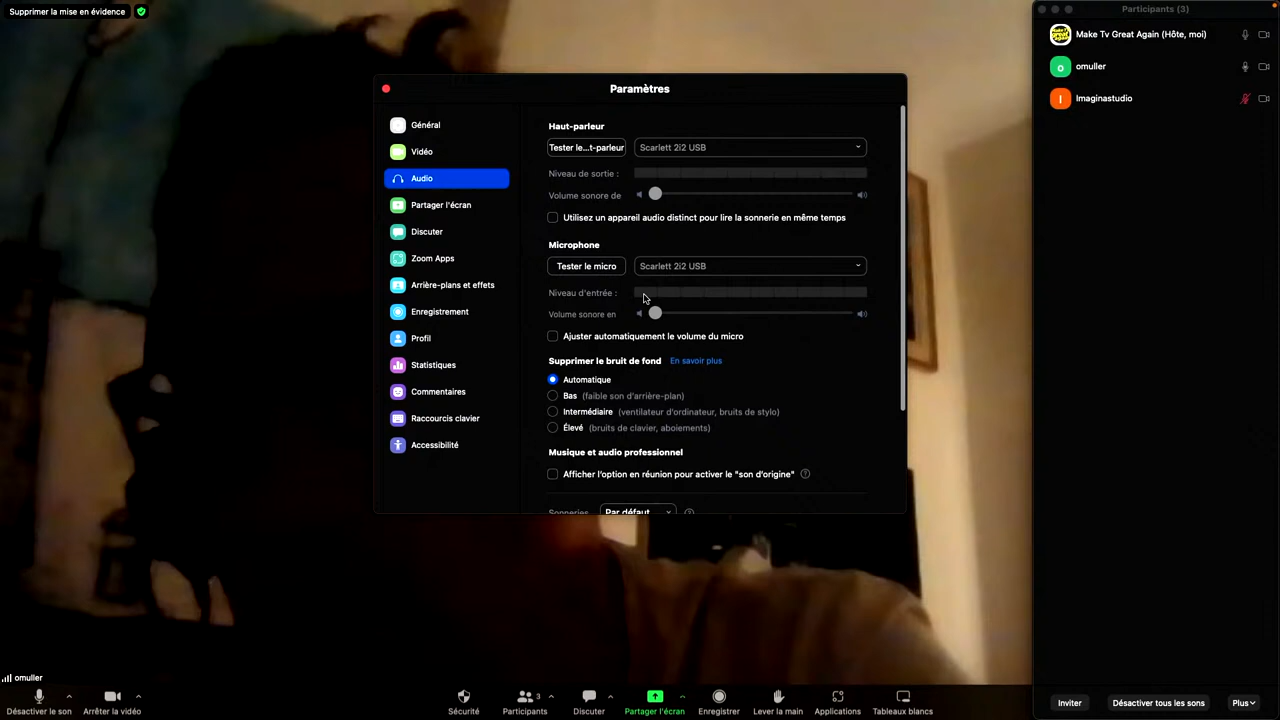 Supprimer la mise en évidence
Participants (3)
Make Tv Great Again (Hôte, moi)
o omuller
I Imaginastudio
Paramètres
Général
Vidéo
Audio
Partager l'écran
Discuter
Zoom Apps
Arrière-plans et effets
Enregistrement
Profil
Statistiques
Commentaires
Raccourcis clavier
Accessibilité
Haut-parleur
Tester le...t-parleur
Scarlett 2i2 USB
Niveau de sortie :
Volume sonore de
Utilisez un appareil audio distinct pour lire la sonnerie en même temps
Microphone
Tester le micro
Scarlett 2i2 USB
Niveau d'entrée :
Volume sonore en
Ajuster automatiquement le volume du micro
Supprimer le bruit de fond En savoir plus
Automatique
Bas (faible son d'arrière-plan)
Intermédiaire (ventilateur d'ordinateur, bruits de stylo)
Élevé (bruits de clavier, aboiements)
Musique et audio professionnel
Afficher l'option en réunion pour activer le "son d'origine" ?
Sonneries Par défaut ?
omuller
Désactiver le son
Arrêter la vidéo
Sécurité
3
Participants
Discuter
Partager l'écran
Enregistrer
Lever la main
Applications
Tableaux blancs
Inviter
Désactiver tous les sons
Plus